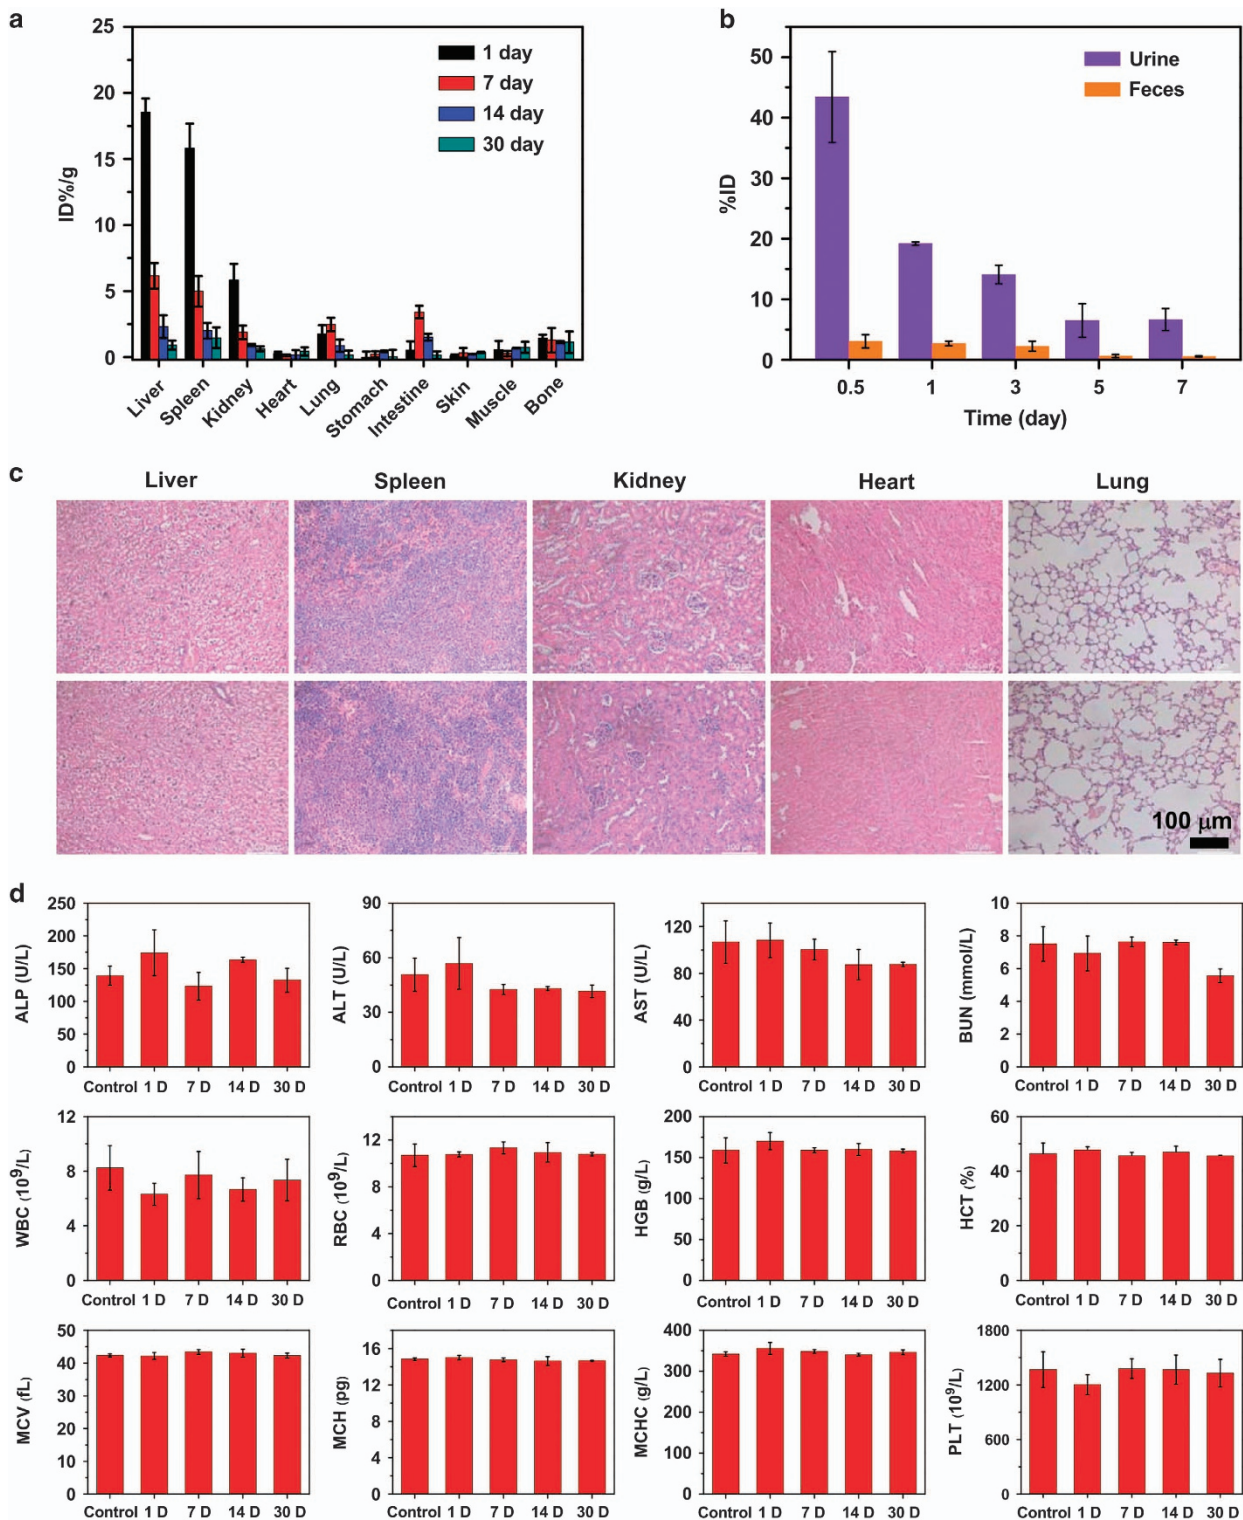 a
25
20
15
10
5
0
ID%/g
1 day
7 day
14 day
30 day
Liver
Spleen
Kidney
Heart
Lung
Stomach
Intestine
Skin
Muscle
Bone
b
50
40
30
20
10
0
%ID
Urine
Feces
0.5 1 3 5 7
Time (day)
c
Liver Spleen Kidney Heart Lung
100 μm
d
250
200
150
100
50
0
ALP (U/L)
Control 1 D 7 D 14 D 30 D
90
60
30
0
ALT (U/L)
Control 1 D 7 D 14 D 30 D
120
80
40
0
AST (U/L)
Control 1 D 7 D 14 D 30 D
10
8
6
4
2
0
BUN (mmol/L)
Control 1 D 7 D 14 D 30 D
12
8
4
0
WBC (10⁹/L)
Control 1 D 7 D 14 D 30 D
12
8
4
0
RBC (10⁹/L)
Control 1 D 7 D 14 D 30 D
150
200
100
50
0
HGB (g/L)
Control 1 D 7 D 14 D 30 D
60
40
20
0
HCT (%)
Control 1 D 7 D 14 D 30 D
50
40
30
20
10
0
MCV (fL)
Control 1 D 7 D 14 D 30 D
16
12
8
4
0
MCH (pg)
Control 1 D 7 D 14 D 30 D
400
300
200
100
0
MCHC (g/L)
Control 1 D 7 D 14 D 30 D
1800
1200
600
0
PLT (10⁹/L)
Control 1 D 7 D 14 D 30 D